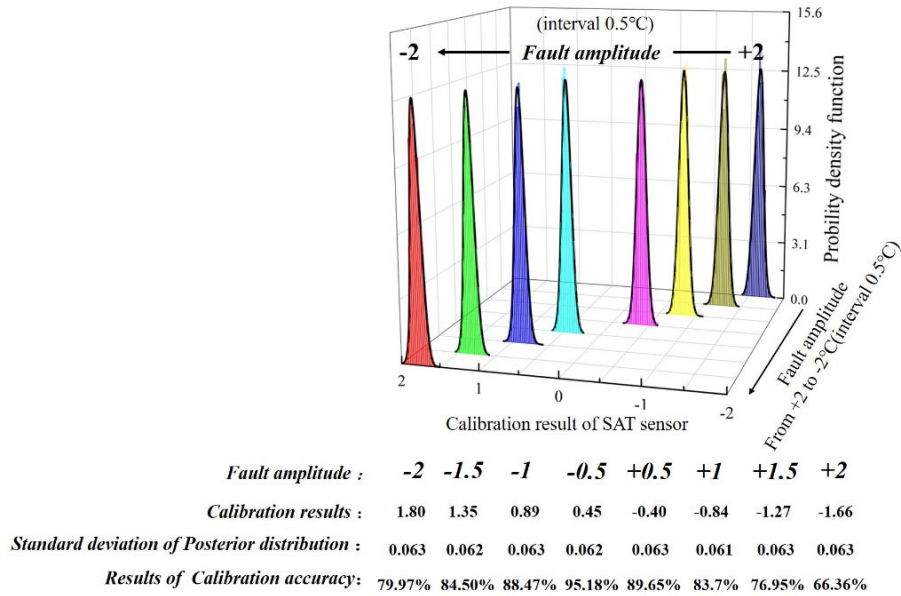 (interval 0.5°C)
-2 Fault amplitude +2
15.6
12.5
9.4
6.3
3.1
0.0
Probility density function
2 1 0 -1 -2
Calibration result of SAT sensor
Fault amplitude
From +2 to -2°C(interval 0.5°C)
Fault amplitude : -2 -1.5 -1 -0.5 +0.5 +1 +1.5 +2
Calibration results : 1.80 1.35 0.89 0.45 -0.40 -0.84 -1.27 -1.66
Standard deviation of Posterior distribution : 0.063 0.062 0.063 0.062 0.063 0.061 0.063 0.063
Results of Calibration accuracy: 79.97% 84.50% 88.47% 95.18% 89.65% 83.7% 76.95% 66.36%